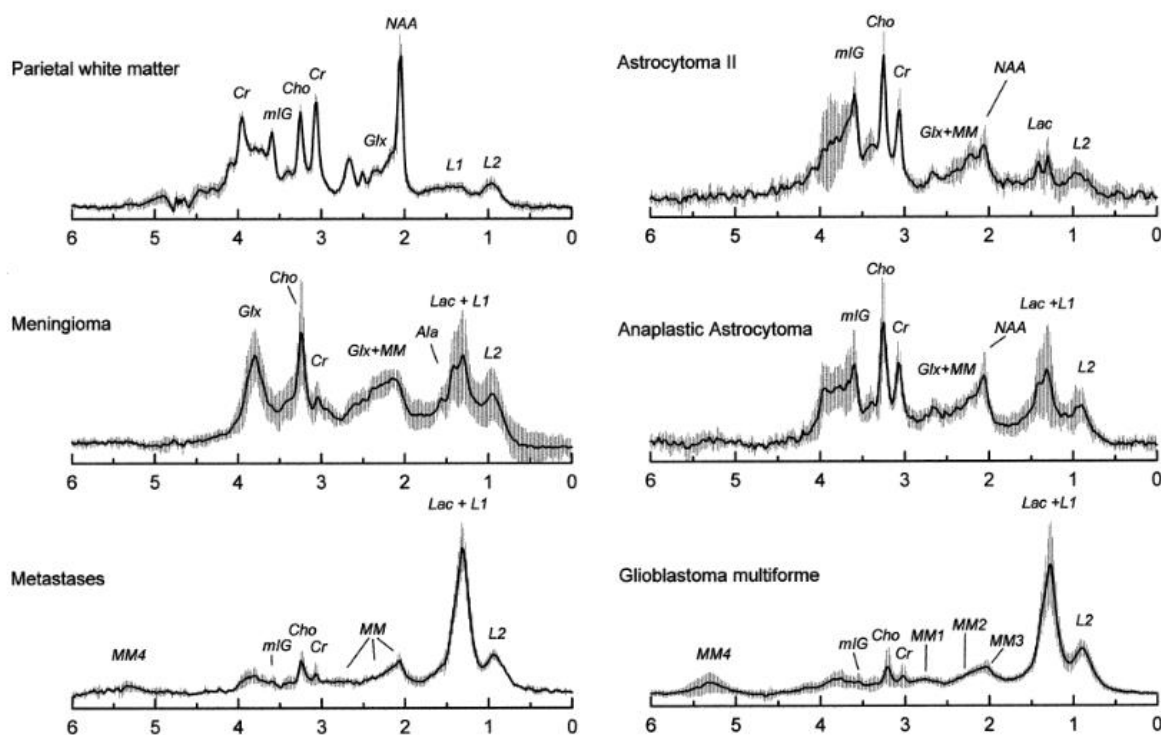 Parietal white matter
NAA
Cr
mIG
Cho
Cr
Glx
L1
L2
6 5 4 3 2 1 0
Astrocytoma II
Cho
mIG
Cr
NAA
Glx+MM
Lac
L2
6 5 4 3 2 1 0
Meningioma
Cho
Glx
Cr
Glx+MM
Ala
Lac + L1
L2
6 5 4 3 2 1 0
Anaplastic Astrocytoma
Cho
mIG
Cr
NAA
Glx+MM
Lac +L1
L2
6 5 4 3 2 1 0
Metastases
Lac + L1
MM4
mIG
Cho
Cr
MM
L2
6 5 4 3 2 1 0
Glioblastoma multiforme
Lac +L1
MM4
mIG
Cho
Cr
MM1
MM2
MM3
L2
6 5 4 3 2 1 0